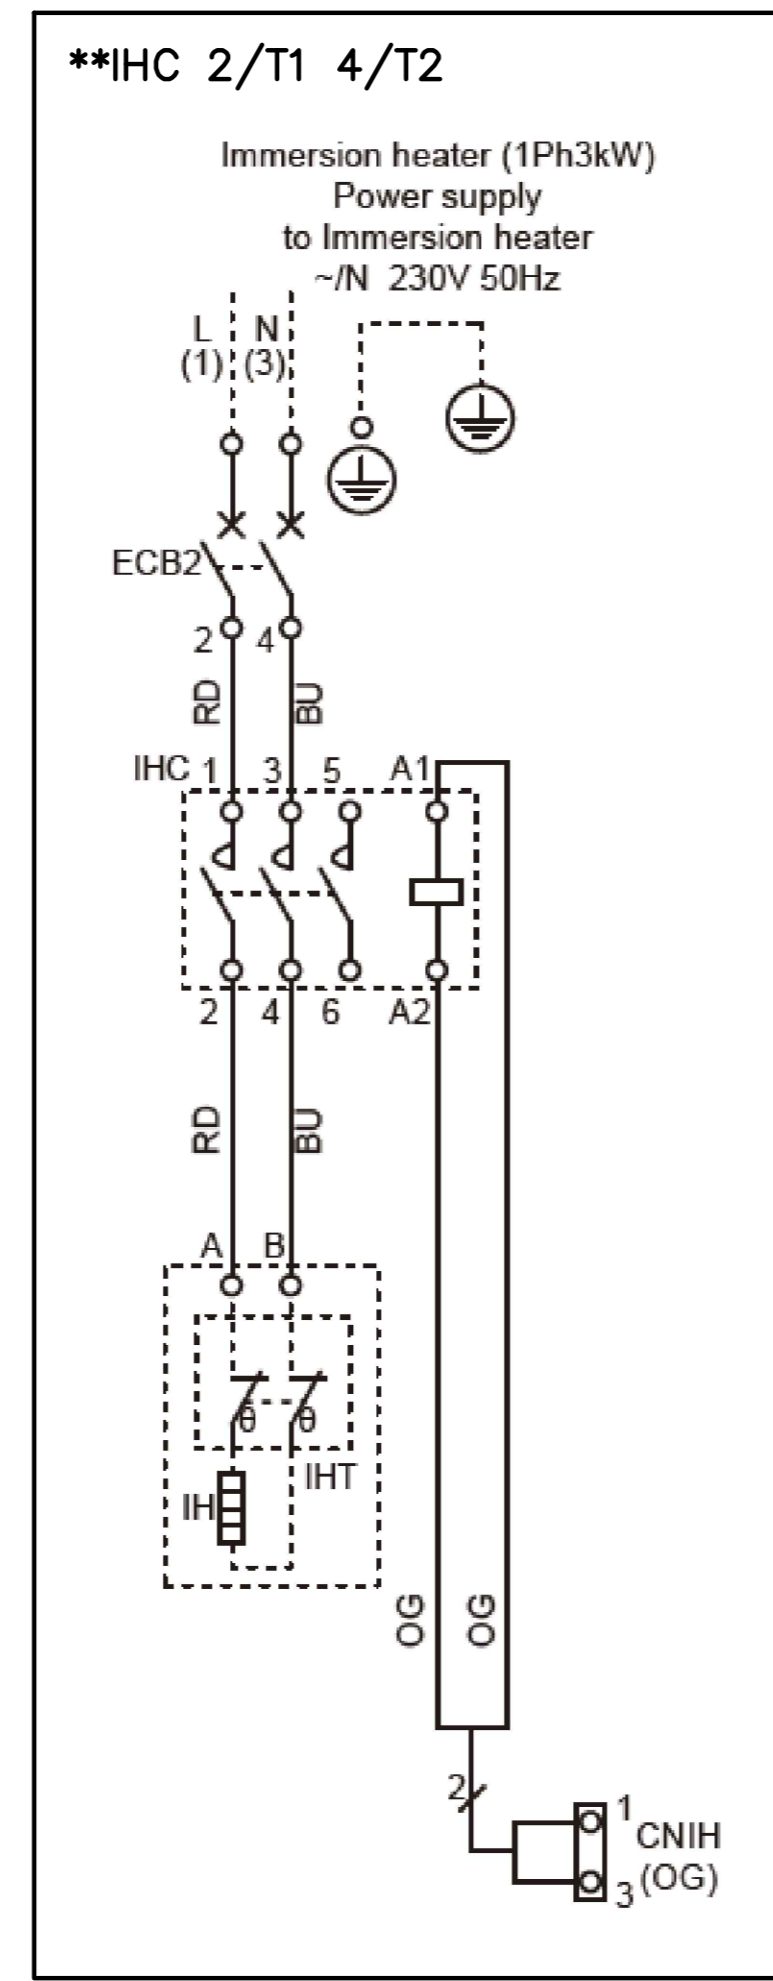 **IHC 2/T1 4/T2
Immersion heater (1Ph3kW)
Power supply
to Immersion heater
~/N 230V 50Hz
L N
(1) (3)
ECB2
2 4
RD BU
IHC 1 3 5 A1
2 4 6 A2
RD BU
A B
θ θ
IHT
IH
OG OG
2
1
CNIH
(OG)
3